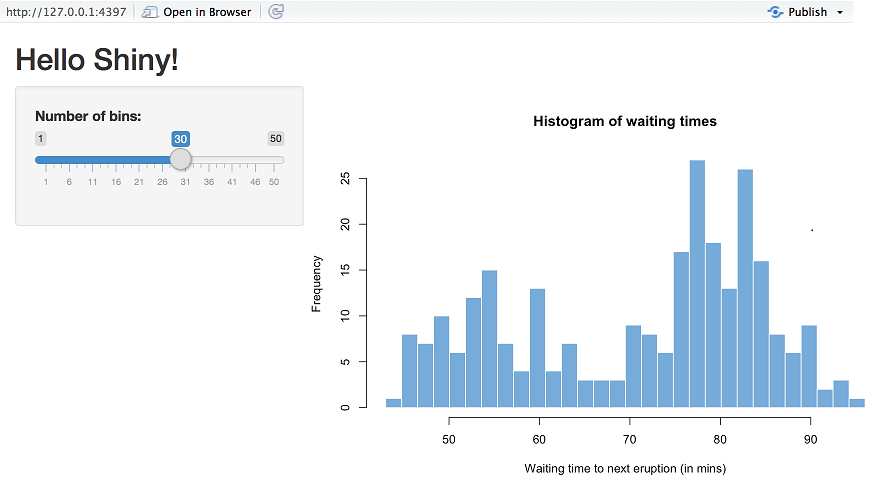 http://127.0.0.1:4397 Open in Browser Publish
Hello Shiny!
Number of bins:
1 30 50
1 6 11 16 21 26 31 36 41 46 50
Histogram of waiting times
Frequency
25
20
15
10
5
0
50 60 70 80 90
Waiting time to next eruption (in mins)